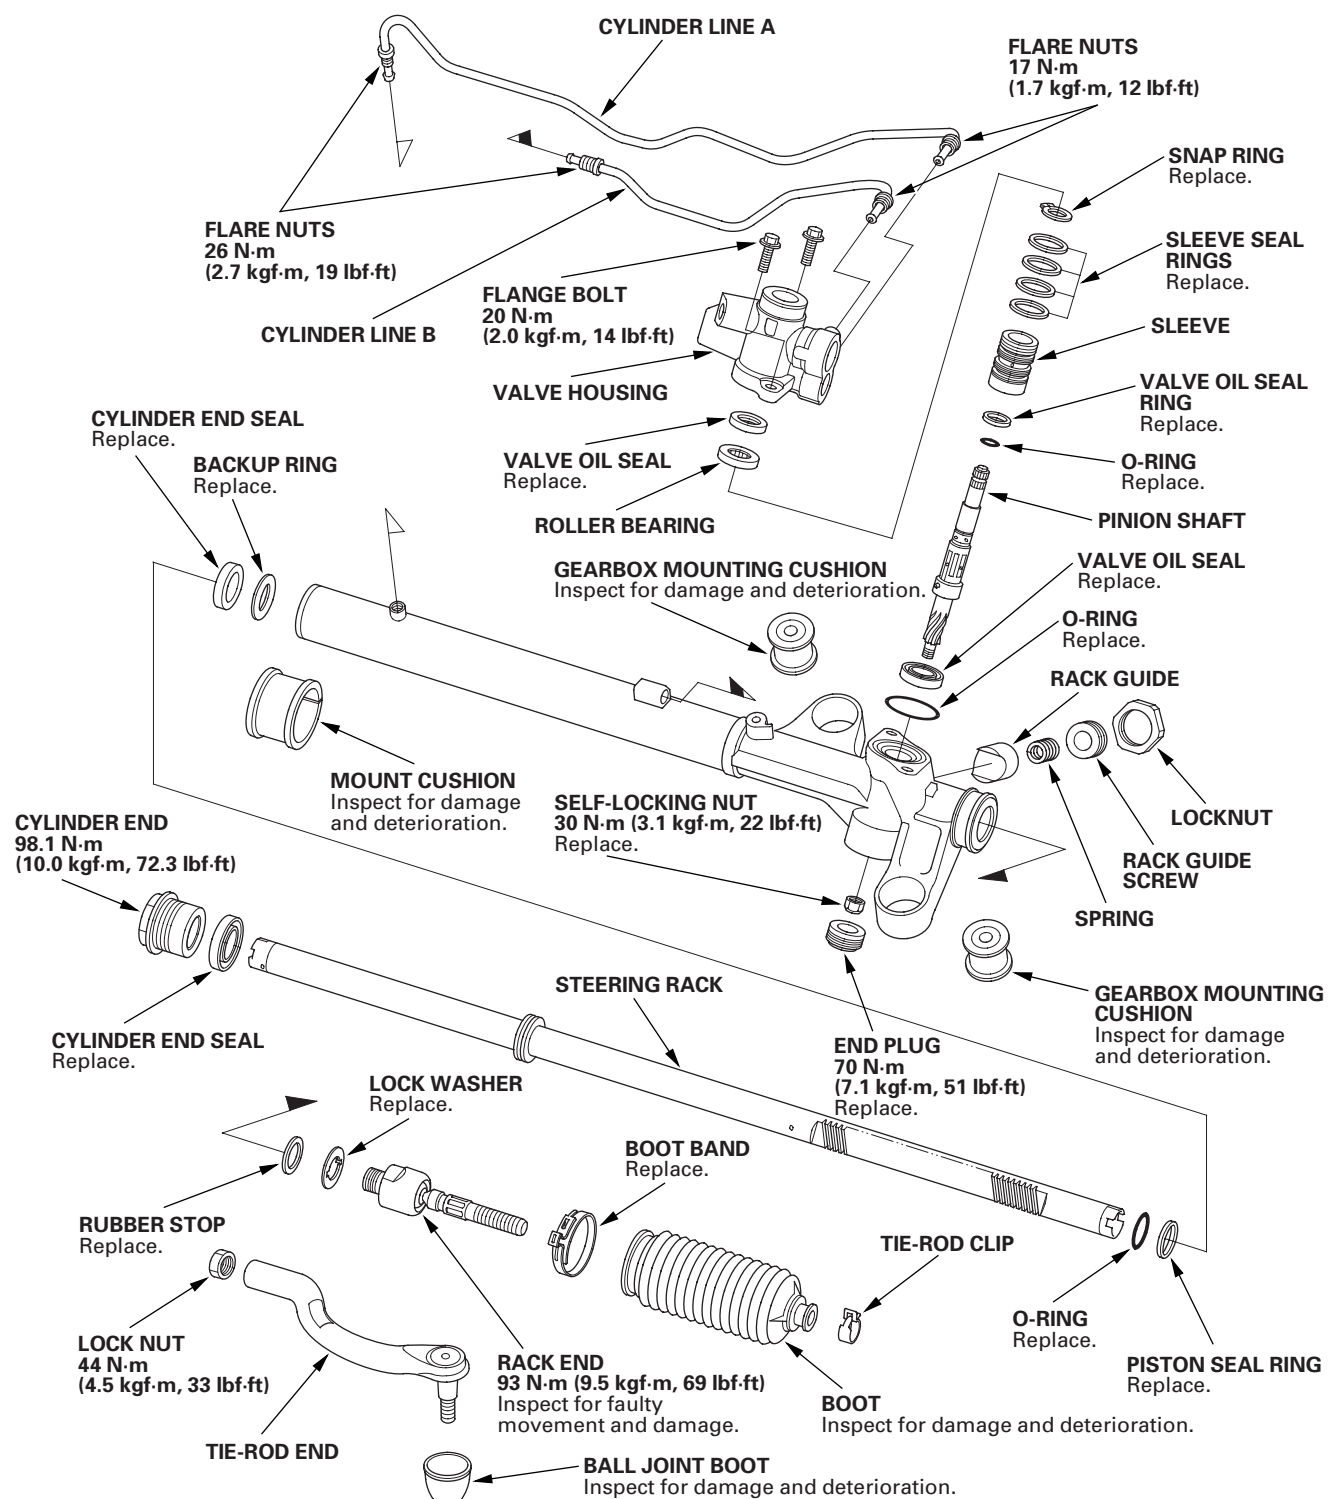 CYLINDER LINE A
FLARE NUTS
17 N·m
(1.7 kgf·m, 12 lbf·ft)
SNAP RING
Replace.
FLARE NUTS
26 N·m
(2.7 kgf·m, 19 lbf·ft)
SLEEVE SEAL
RINGS
Replace.
FLANGE BOLT
20 N·m
(2.0 kgf·m, 14 lbf·ft)
CYLINDER LINE B
SLEEVE
VALVE HOUSING
VALVE OIL SEAL
RING
Replace.
CYLINDER END SEAL
Replace.
BACKUP RING
Replace.
VALVE OIL SEAL
Replace.
O-RING
Replace.
ROLLER BEARING
PINION SHAFT
GEARBOX MOUNTING CUSHION
Inspect for damage and deterioration.
VALVE OIL SEAL
Replace.
O-RING
Replace.
RACK GUIDE
MOUNT CUSHION
Inspect for damage
and deterioration.
SELF-LOCKING NUT
30 N·m (3.1 kgf·m, 22 lbf·ft)
Replace.
LOCKNUT
CYLINDER END
98.1 N·m
(10.0 kgf·m, 72.3 lbf·ft)
RACK GUIDE
SCREW
SPRING
STEERING RACK
GEARBOX MOUNTING
CUSHION
Inspect for damage
and deterioration.
CYLINDER END SEAL
Replace.
END PLUG
70 N·m
(7.1 kgf·m, 51 lbf·ft)
Replace.
LOCK WASHER
Replace.
BOOT BAND
Replace.
RUBBER STOP
Replace.
TIE-ROD CLIP
O-RING
Replace.
LOCK NUT
44 N·m
(4.5 kgf·m, 33 lbf·ft)
RACK END
93 N·m (9.5 kgf·m, 69 lbf·ft)
Inspect for faulty
movement and damage.
PISTON SEAL RING
Replace.
BOOT
Inspect for damage and deterioration.
TIE-ROD END
BALL JOINT BOOT
Inspect for damage and deterioration.